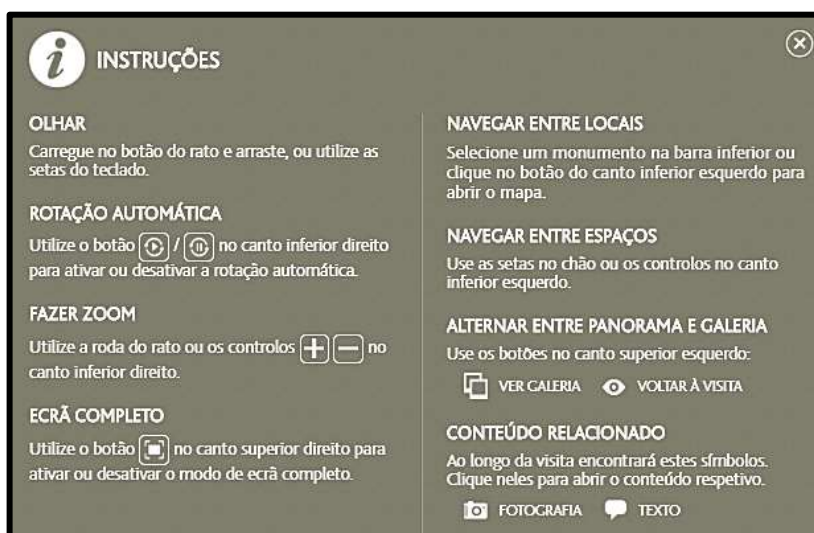 INSTRUÇÕES
OLHAR
Carregue no botão do rato e arraste, ou utilize as
setas do teclado.
ROTAÇÃO AUTOMÁTICA
Utilize o botão / no canto inferior direito
para ativar ou desativar a rotação automática.
FAZER ZOOM
Utilize a roda do rato ou os controlos no
canto inferior direito.
ECRÃ COMPLETO
Utilize o botão no canto superior direito para
ativar ou desativar o modo de ecrã completo.
NAVEGAR ENTRE LOCAIS
Selecione um monumento na barra inferior ou
clique no botão do canto inferior esquerdo para
abrir o mapa.
NAVEGAR ENTRE ESPAÇOS
Use as setas no chão ou os controlos no canto
inferior esquerdo.
ALTERNAR ENTRE PANORAMA E GALERIA
Use os botões no canto superior esquerdo:
VER GALERIA VOLTAR À VISITA
CONTEÚDO RELACIONADO
Ao longo da visita encontrará estes símbolos.
Clique neles para abrir o conteúdo respetivo.
FOTOGRAFIA TEXTO